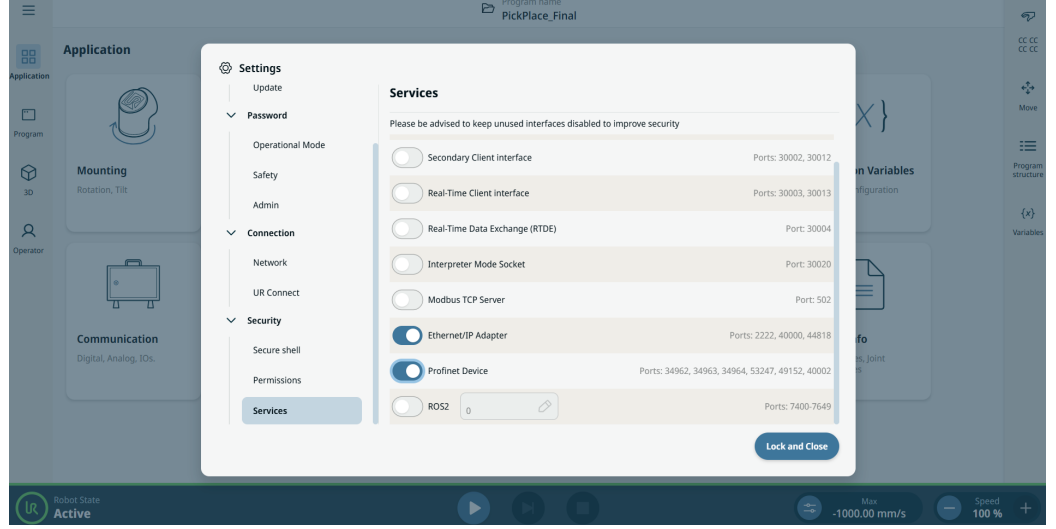 Program name
PickPlace_Final
Application
Application
Program
3D
Operator
Mounting
Rotation, Tilt
Communication
Digital, Analog, IOs.
Settings
Update
Password
Operational Mode
Safety
Admin
Connection
Network
UR Connect
Security
Secure shell
Permissions
Services
Services
Please be advised to keep unused interfaces disabled to improve security
Secondary Client interface Ports: 30002, 30012
Real-Time Client interface Ports: 30003, 30013
Real-Time Data Exchange (RTDE) Port: 30004
Interpreter Mode Socket Port: 30020
Modbus TCP Server Port: 502
Ethernet/IP Adapter Ports: 2222, 40000, 44818
Profinet Device Ports: 34962, 34963, 34964, 53247, 49152, 40002
ROS2 0 Ports: 7400-7649
Lock and Close
Variables
CC CC
CC CC
Move
Program
structure
{x}
Variables
UR
Robot State
Active
Max
-1000.00 mm/s
Speed
100 %